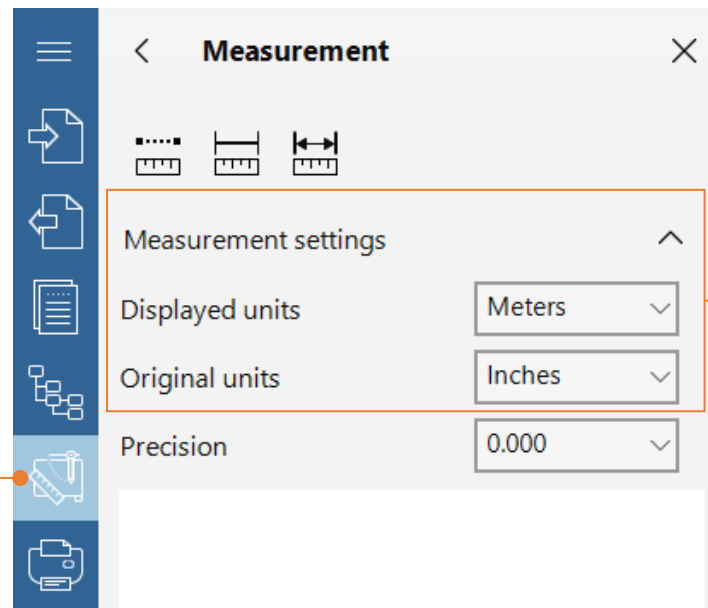 Measurement
Measurement settings
Displayed units Meters
Original units Inches
Precision 0.000